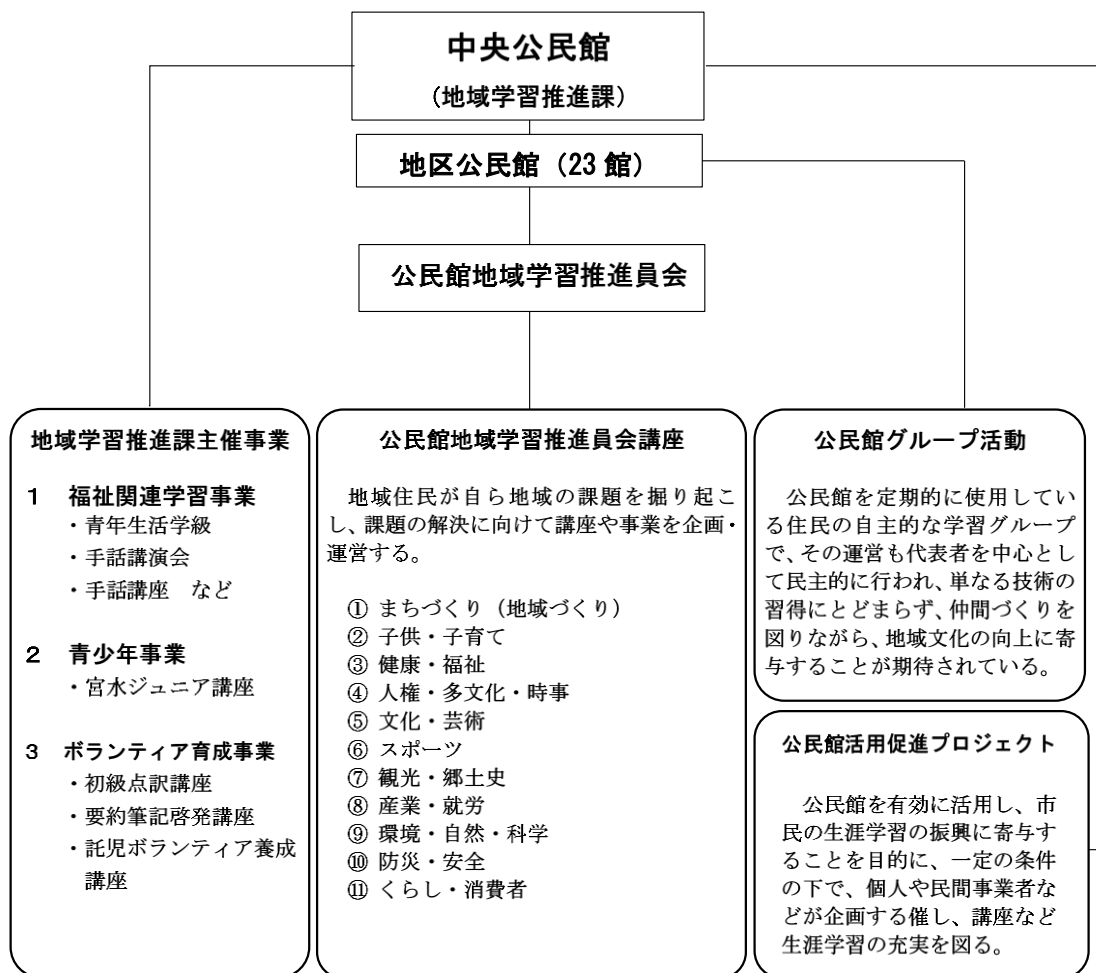 中央公民館
(地域学習推進課)
地区公民館（23館）
公民館地域学習推進員会
地域学習推進課主催事業
1 福祉関連学習事業
・青年生活学級
・手話講演会
・手話講座 など
2 青少年事業
・宮水ジュニア講座
3 ボランティア育成事業
・初級点訳講座
・要約筆記啓発講座
・託児ボランティア養成
講座
公民館地域学習推進員会講座
地域住民が自ら地域の課題を掘り起こ
し、課題の解決に向けて講座や事業を企画・
運営する。
① まちづくり（地域づくり）
② 子供・子育て
③ 健康・福祉
④ 人権・多文化・時事
⑤ 文化・芸術
⑥ スポーツ
⑦ 観光・郷土史
⑧ 産業・就労
⑨ 環境・自然・科学
⑩ 防災・安全
⑪ くらし・消費者
公民館グループ活動
公民館を定期的に使用してい
る住民の自主的な学習グループ
で、その運営も代表者を中心とし
て民主的に行われ、単なる技術の
習得にとどまらず、仲間づくりを
図りながら、地域文化の向上に寄
与することが期待されている。
公民館活用促進プロジェクト
公民館を有効に活用し、市
民の生涯学習の振興に寄与す
ることを目的に、一定の条件
の下で、個人や民間事業者な
どが企画する催し、講座など
生涯学習の充実を図る。